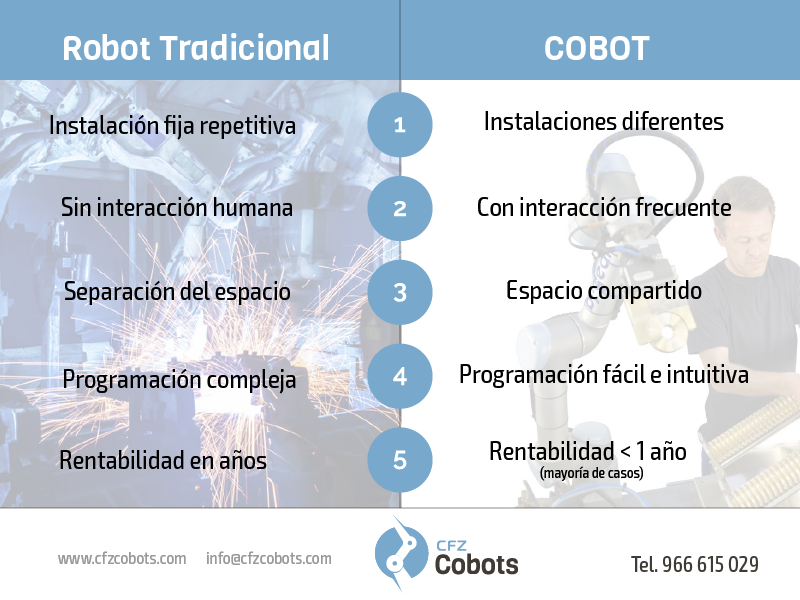 Robot Tradicional
COBOT
Instalación fija repetitiva
1
Instalaciones diferentes
Sin interacción humana
2
Con interacción frecuente
Separación del espacio
3
Espacio compartido
Programación compleja
4
Programación fácil e intuitiva
Rentabilidad en años
5
Rentabilidad < 1 año
(mayoría de casos)
www.cfzcobots.com
info@cfzcobots.com
CFZ
Cobots
Tel. 966 615 029